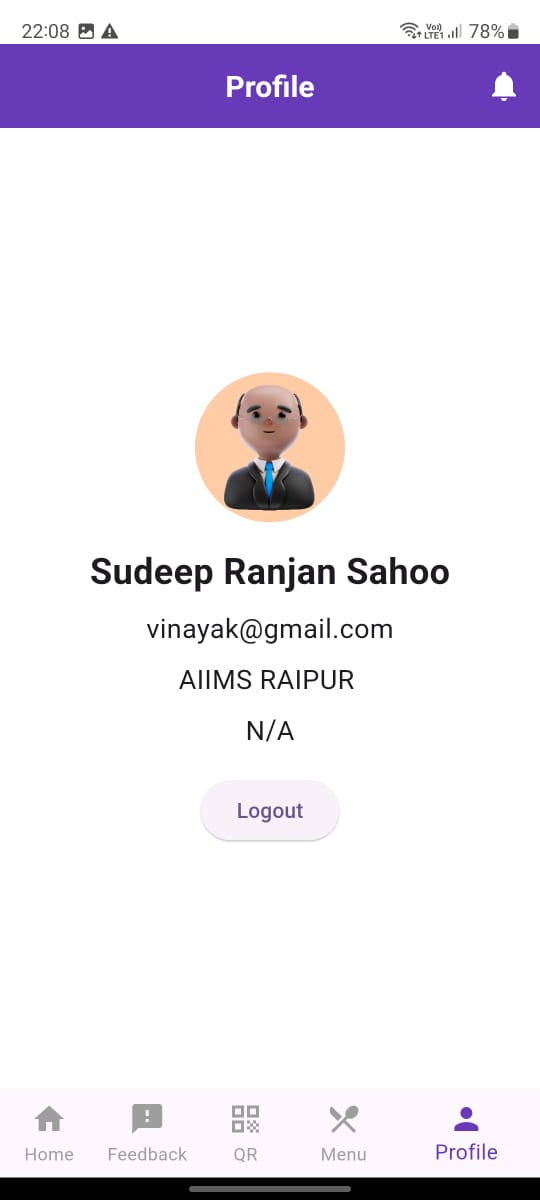 22:08 Vo) LTE1 78%
Profile
Sudeep Ranjan Sahoo
vinayak@gmail.com
AIIMS RAIPUR
N/A
Logout
Home Feedback QR Menu Profile